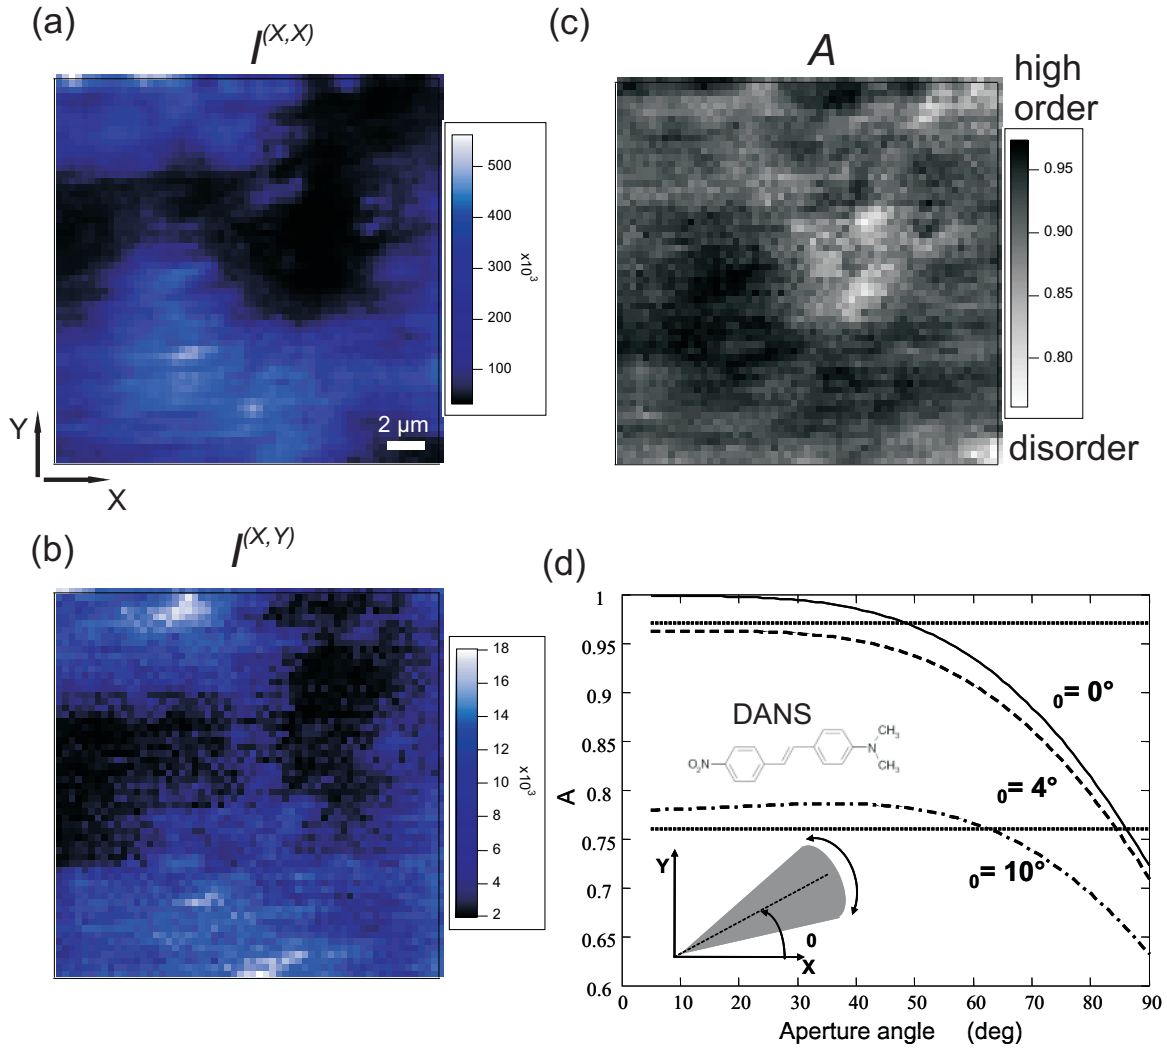 (a)
I(X,X)
500
400
300
200
100
x10³
2 µm
Y
X
(c)
A
high
order
0.95
0.90
0.85
0.80
disorder
(b)
I(X,Y)
18
16
14
12
10
8
6
4
2
x10³
(d)
1
0.95
0.9
0.85
0.8
0.75
0.7
0.65
0.6
A
0 10 20 30 40 50 60 70 80 90
Aperture angle (deg)
DANS
O₂N
N
CH₃
CH₃
₀= 0°
₀= 4°
₀= 10°
Y
0
X